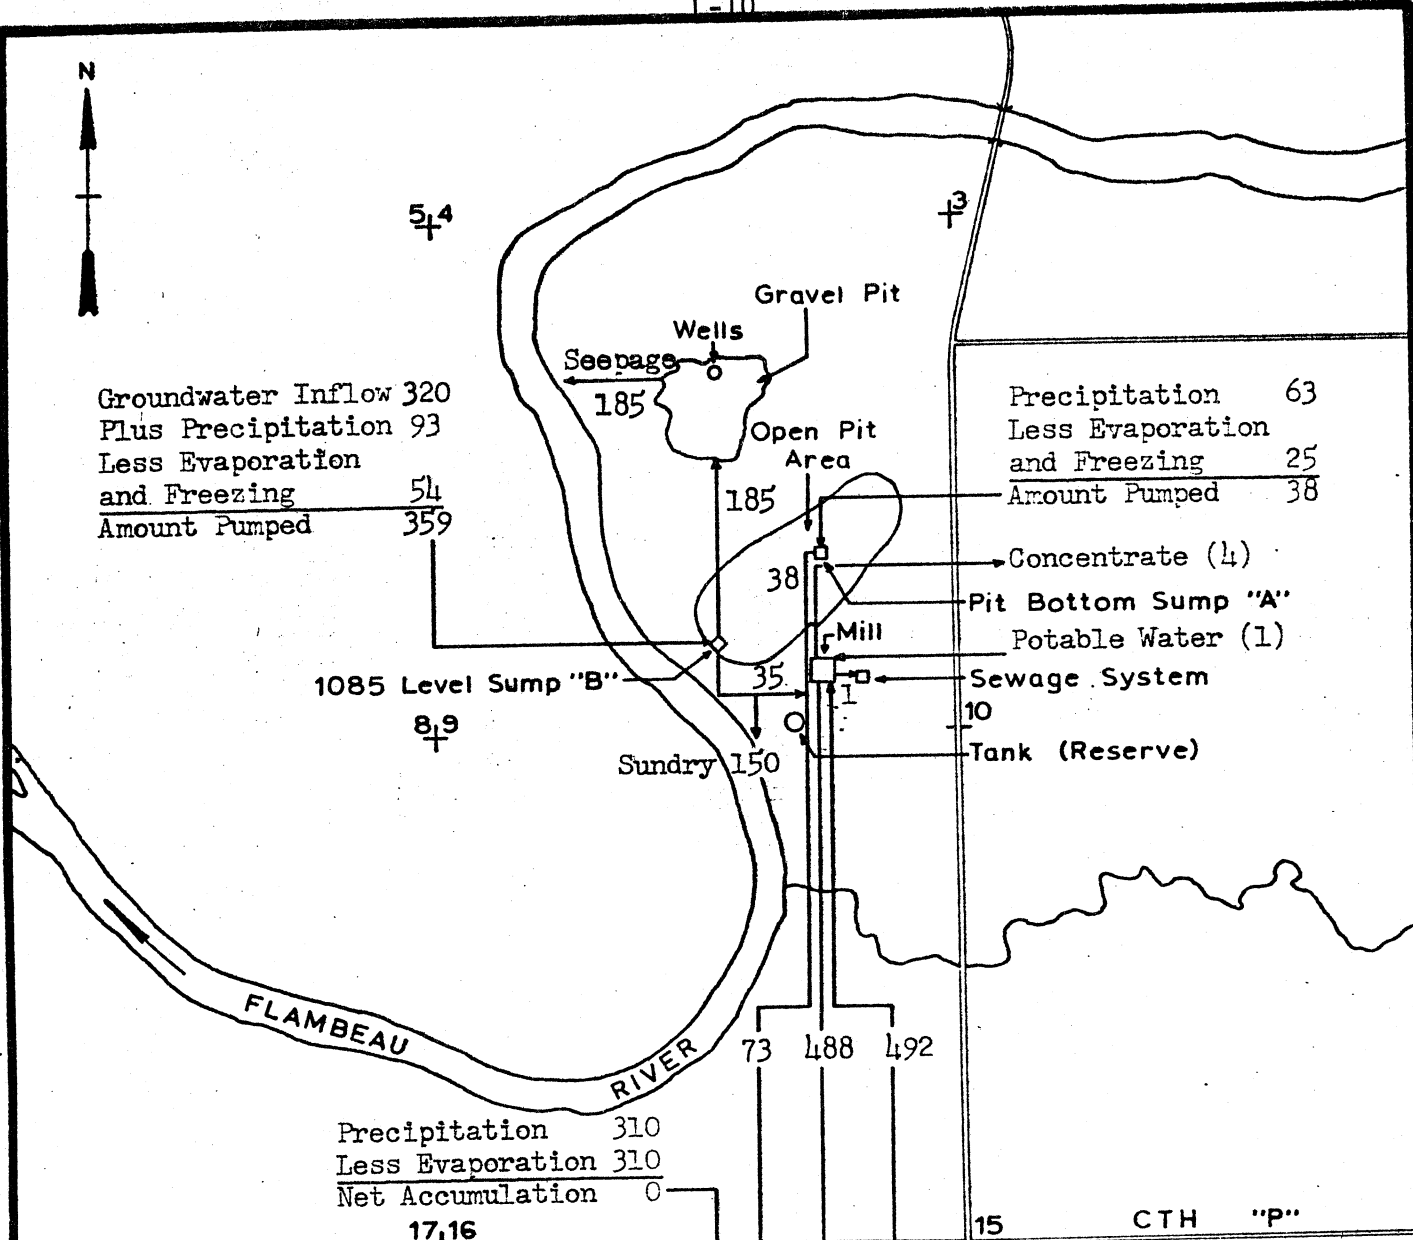 1-10
N
5 4
3
Gravel Pit
Wells
Seepage
185
Groundwater Inflow 320
Plus Precipitation 93
Less Evaporation
and Freezing 54
Amount Pumped 359
Open Pit
Area
185
Precipitation 63
Less Evaporation
and Freezing 25
Amount Pumped 38
Concentrate (4)
38
Pit Bottom Sump "A"
Mill
Potable Water (1)
1085 Level Sump "B"
35
1
Sewage System
8 9
10
Sundry 150
Tank (Reserve)
FLAMBEAU
RIVER
73 488 492
Precipitation 310
Less Evaporation 310
Net Accumulation 0
17 16
15
CTH "P"